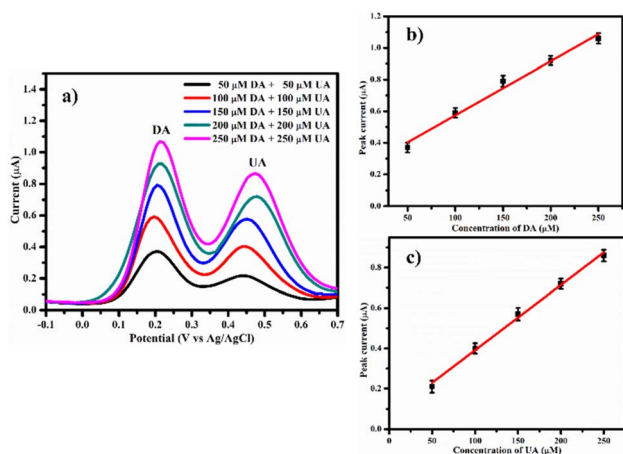 a)
50 µM DA + 50 µM UA
100 µM DA + 100 µM UA
150 µM DA + 150 µM UA
200 µM DA + 200 µM UA
250 µM DA + 250 µM UA
DA
UA
1.4
1.2
1.0
0.8
0.6
0.4
0.2
0.0
Current (µA)
-0.1 0.0 0.1 0.2 0.3 0.4 0.5 0.6 0.7
Potential (V vs Ag/AgCl)
b)
1.2
1.0
0.8
0.6
0.4
0.2
0.0
Peak current (µA)
50 100 150 200 250
Concentration of DA (µM)
c)
0.8
0.6
0.4
0.2
0.0
Peak current (µA)
0 50 100 150 200 250
Concentration of UA (µM)